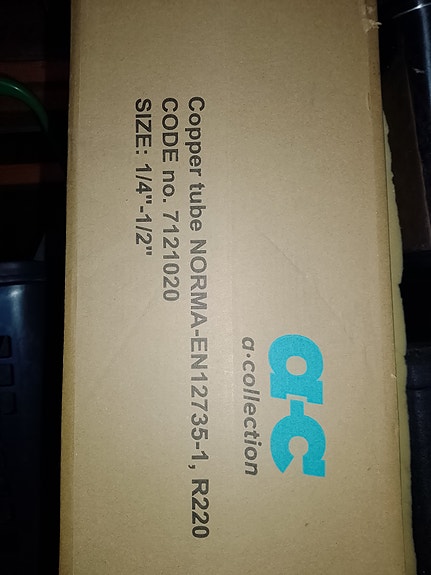 a-c
a·collection
Copper tube NORMA-EN12735-1, R220
CODE no. 7121020
SIZE: 1/4"-1/2"